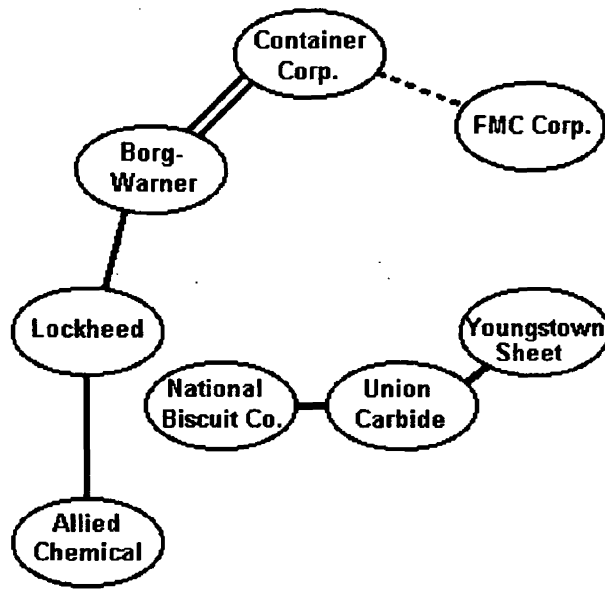 Container
Corp.
FMC Corp.
Borg-
Warner
Lockheed
Youngstown
Sheet
National
Biscuit Co.
Union
Carbide
Allied
Chemical